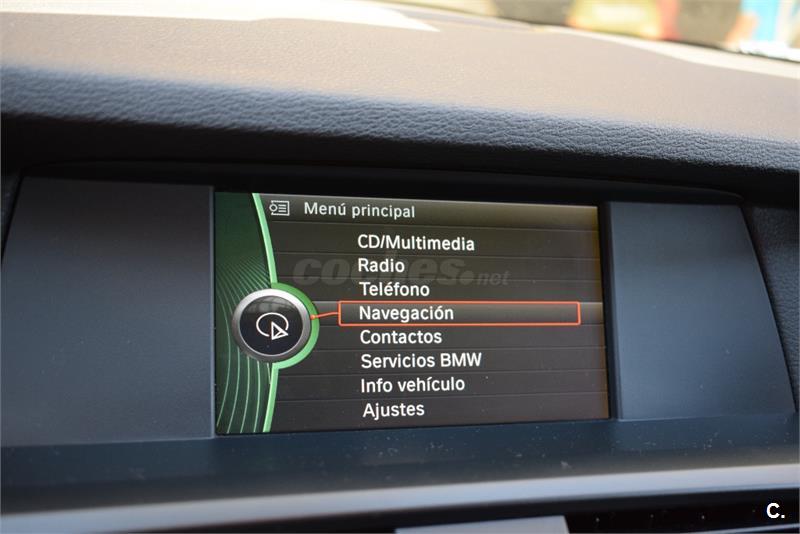 Menú principal
CD/Multimedia
Radio
coches.net
Teléfono
Navegación
Contactos
Servicios BMW
Info vehículo
Ajustes
C.